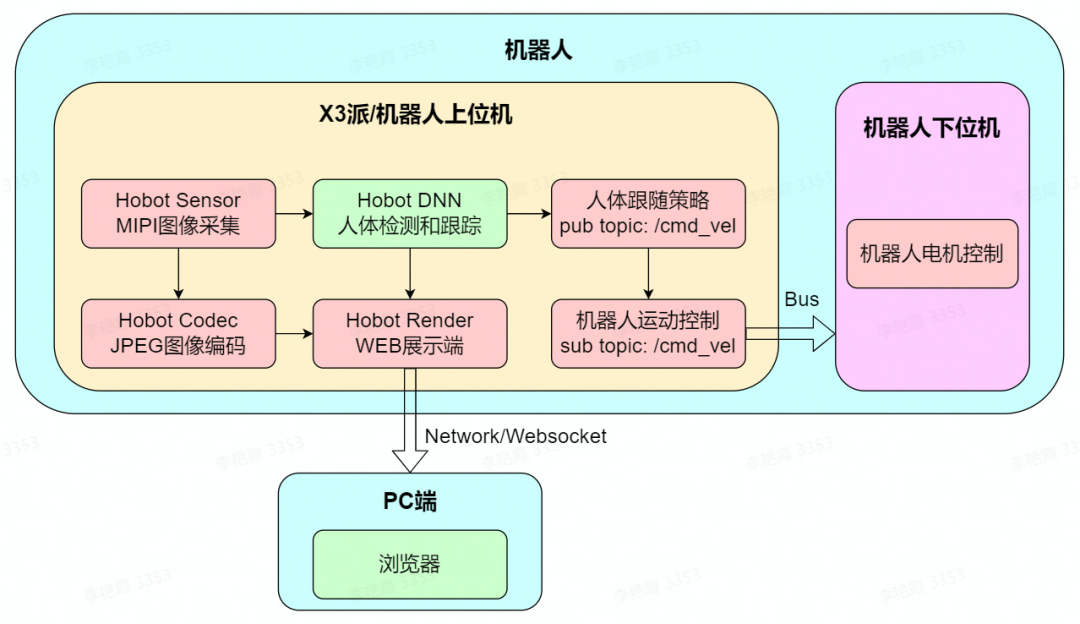 机器人
X3派/机器人上位机
机器人下位机
Hobot Sensor
MIPI图像采集
Hobot DNN
人体检测和跟踪
人体跟随策略
pub topic: /cmd_vel
机器人电机控制
Hobot Codec
JPEG图像编码
Hobot Render
WEB展示端
机器人运动控制
sub topic: /cmd_vel
Bus
Network/Websocket
PC端
浏览器
李艳霞 3353